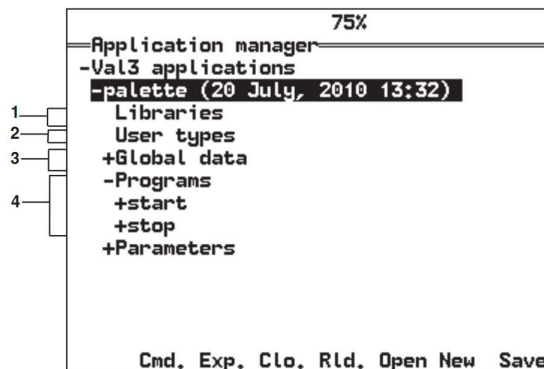 75%
Application manager
-Val3 applications
-palette (20 July, 2010 13:32)
1 Libraries
2 User types
3 +Global data
-Programs
4 +start
+stop
+Parameters
Cmd. Exp. Clo. Rld. Open New Save